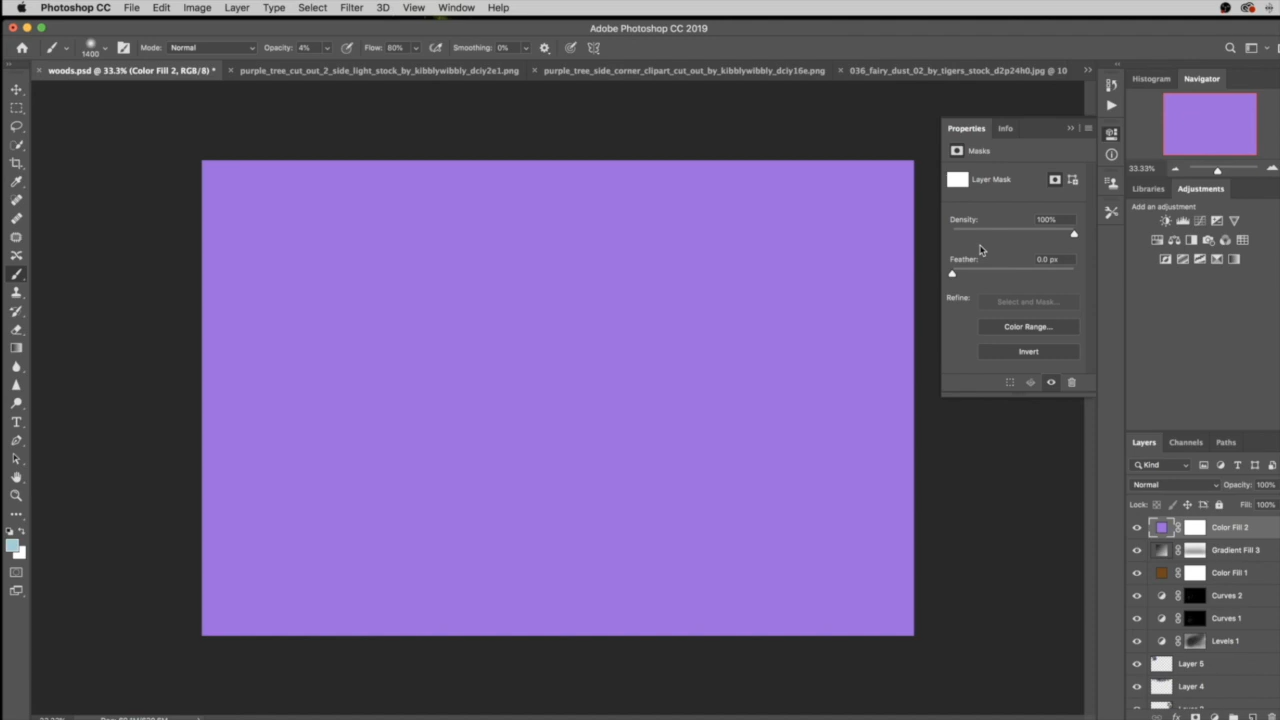 Photoshop CC File Edit Image Layer Type Select Filter 3D View Window Help
Adobe Photoshop CC 2019
1400 Mode: Normal Opacity: 4% Flow: 80% Smoothing: 0%
woods.psd @ 33.3% (Color Fill 2, RGB/8) * purple_tree_cut_out_2_side_light_stock_by_kibblywibbly_dciy2e1.png purple_tree_side_corner_clipart_cut_out_by_kibblywibbly_dciy16e.png 036_fairy_dust_02_by_tigers_stock_d2p24h0.jpg @ 10
Histogram Navigator
33.33%
Libraries Adjustments
Add an adjustment
Properties Info
Masks
Layer Mask
Density: 100%
Feather: 0.0 px
Refine: Select and Mask...
Color Range...
Invert
Layers Channels Paths
Kind
Normal Opacity: 100%
Lock: Fill: 100%
Color Fill 2
Gradient Fill 3
Color Fill 1
Curves 2
Curves 1
Levels 1
Layer 5
Layer 4